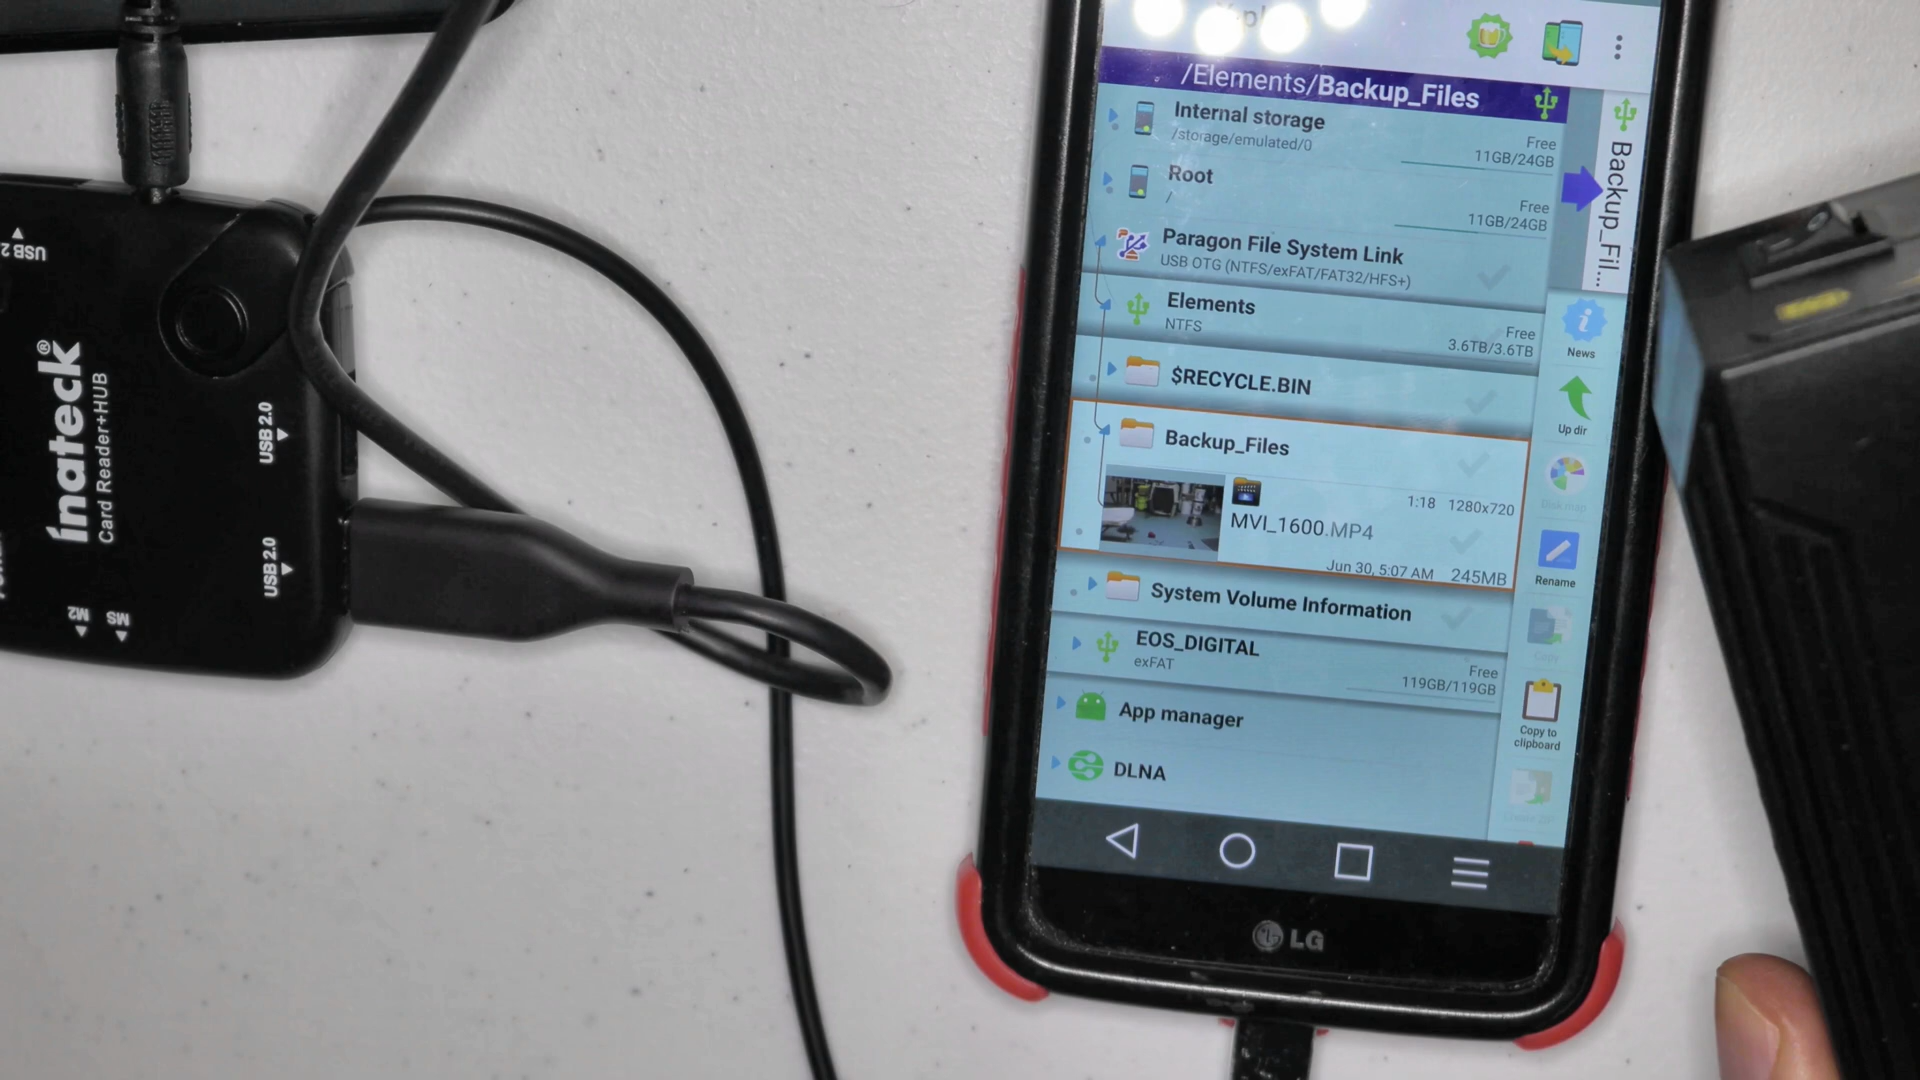 USB 2
ínateck®
Card Reader+HUB
USB 2.0
USB 2.0
M2
MS
/Elements/Backup_Files
Internal storage
/storage/emulated/0
Free
11GB/24GB
Root
/
Free
11GB/24GB
Paragon File System Link
USB OTG (NTFS/exFAT/FAT32/HFS+)
Elements
NTFS
Free
3.6TB/3.6TB
$RECYCLE.BIN
Backup_Files
1:18 1280x720
MVI_1600.MP4
Jun 30, 5:07 AM 245MB
System Volume Information
EOS_DIGITAL
exFAT
Free
119GB/119GB
App manager
DLNA
Backup_Fil...
News
Up dir
Rename
Copy
Copy to
clipboard
LG